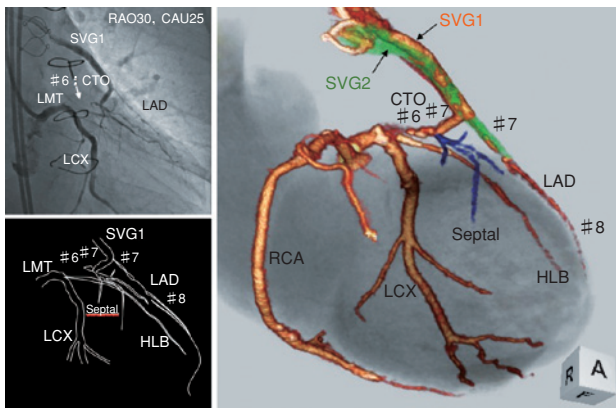 RAO30, CAU25
SVG1
#6 : CTO
LMT
LAD
LCX
SVG1
#6 #7 #7
LMT
LAD
#8
Septal
LCX
HLB
SVG1
SVG2
CTO
#6 #7
#7
LAD
#8
Septal
RCA
HLB
LCX
R
A
F